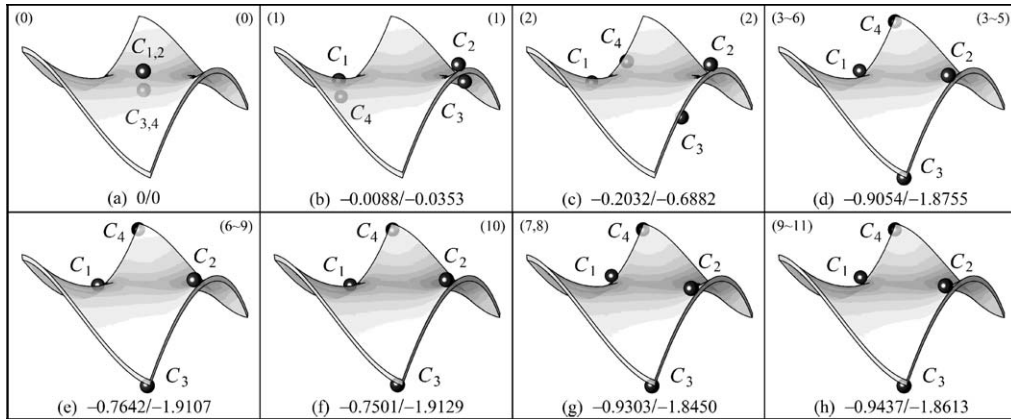 (0) (0)
C1,2
C3,4
(a) 0/0
(1) (1)
C1 C2
C4 C3
(b) −0.0088/−0.0353
(2) (2)
C1 C4 C2
C3
(c) −0.2032/−0.6882
(3~6) (3~5)
C4
C1 C2
C3
(d) −0.9054/−1.8755
(6~9)
C4
C1 C2
C3
(e) −0.7642/−1.9107
(10)
C4
C1 C2
C3
(f) −0.7501/−1.9129
(7,8)
C4
C1 C2
C3
(g) −0.9303/−1.8450
(9~11)
C4
C1 C2
C3
(h) −0.9437/−1.8613